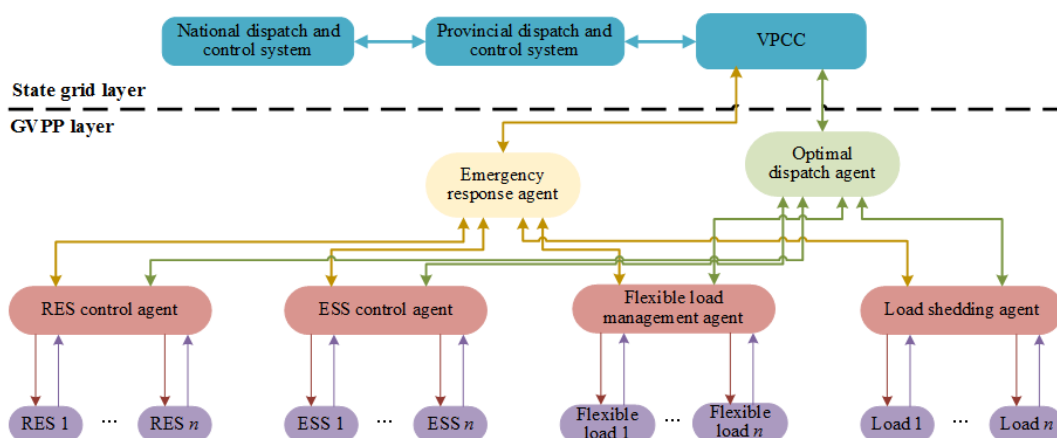 National dispatch and
control system
Provincial dispatch and
control system
VPCC
State grid layer
GVPP layer
Emergency
response agent
Optimal
dispatch agent
RES control agent
ESS control agent
Flexible load
management agent
Load shedding agent
RES 1
...
RES n
ESS 1
...
ESS n
Flexible
load 1
...
Flexible
load n
Load 1
...
Load n